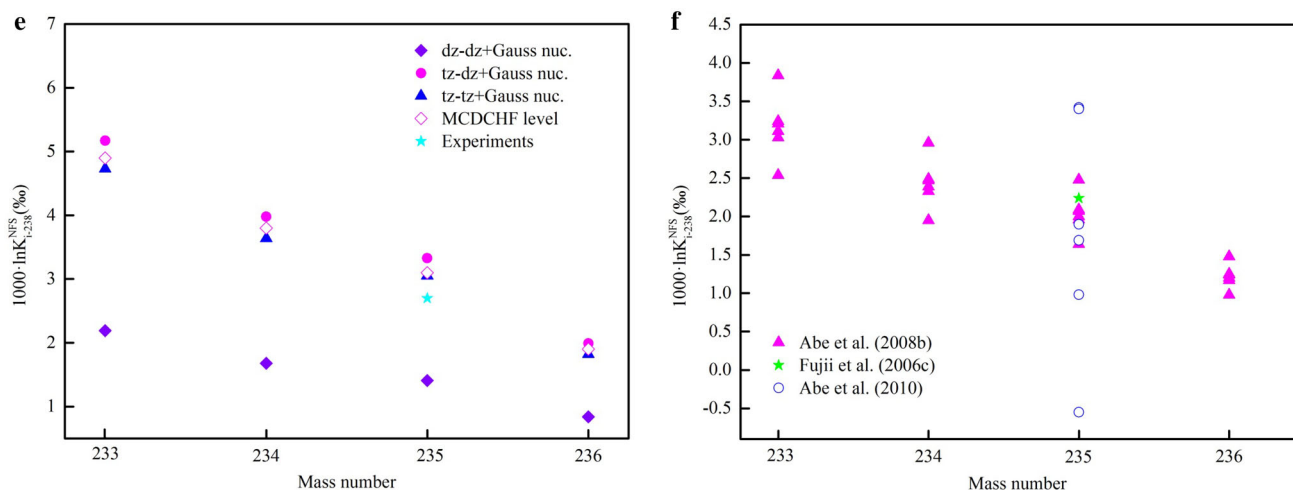 e
7
6
5
4
3
2
1
1000·lnK^NFS_i-238(‰)
dz-dz+Gauss nuc.
tz-dz+Gauss nuc.
tz-tz+Gauss nuc.
MCDCHF level
Experiments
233 234 235 236
Mass number
f
4.5
4.0
3.5
3.0
2.5
2.0
1.5
1.0
0.5
0.0
-0.5
1000·lnK^NFS_i-238(‰)
Abe et al. (2008b)
Fujii et al. (2006c)
Abe et al. (2010)
233 234 235 236
Mass number